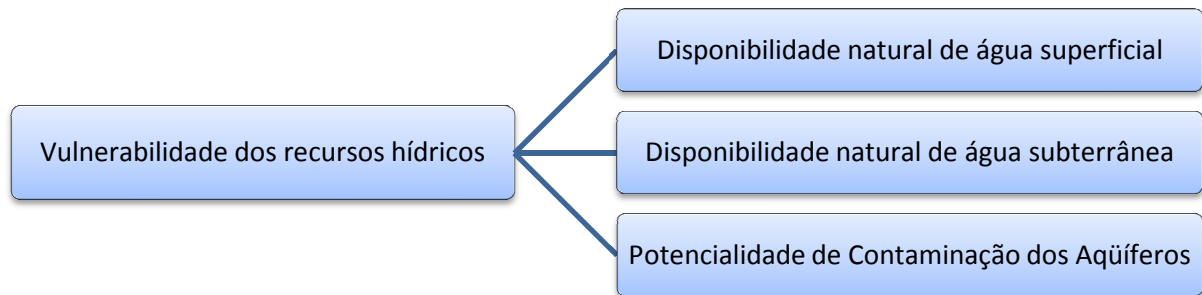 Disponibilidade natural de água superficial
Vulnerabilidade dos recursos hídricos
Disponibilidade natural de água subterrânea
Potencialidade de Contaminação dos Aqüíferos